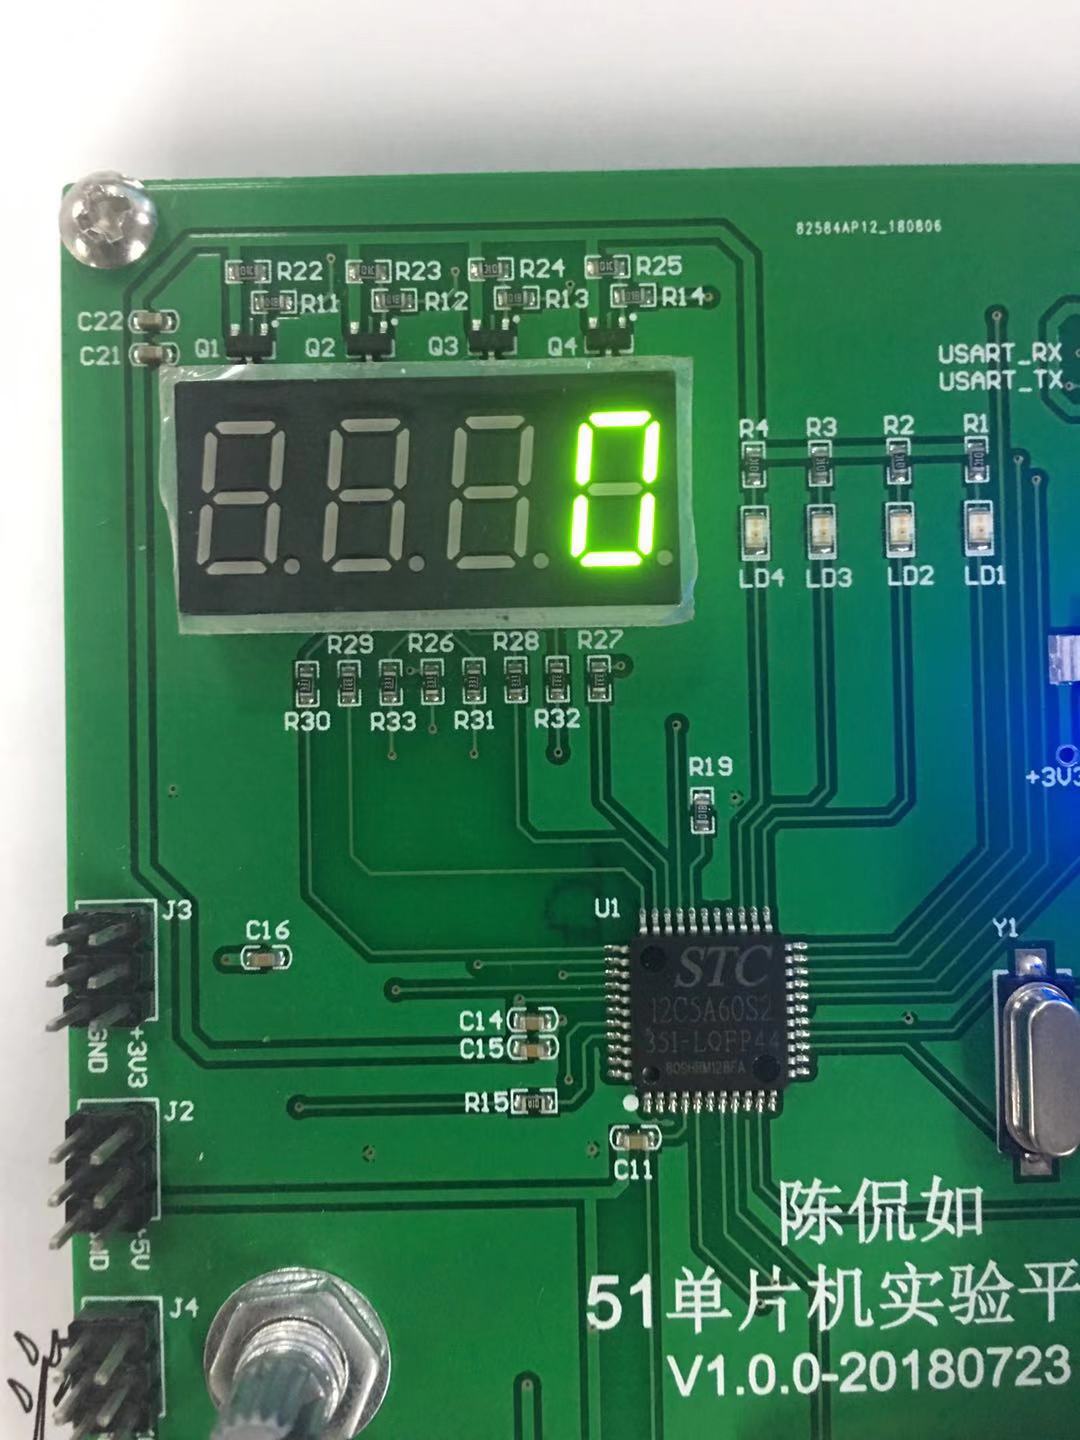 82584AP12_180806
R22 R23 R24 R25
R11 R12 R13 R14
C22
C21
Q1 Q2 Q3 Q4
USART_RX
USART_TX
0
R4 R3 R2 R1
LD4 LD3 LD2 LD1
R29 R26 R28 R27
R30 R33 R31 R32
R19
+3V3
U1
J3
C16
Y1
STC
12C5A60S2
35I-LQFP44
C14
C15
GND
+3V3
R15
J2
C11
陈侃如
51单片机实验平
J4
V1.0.0-20180723